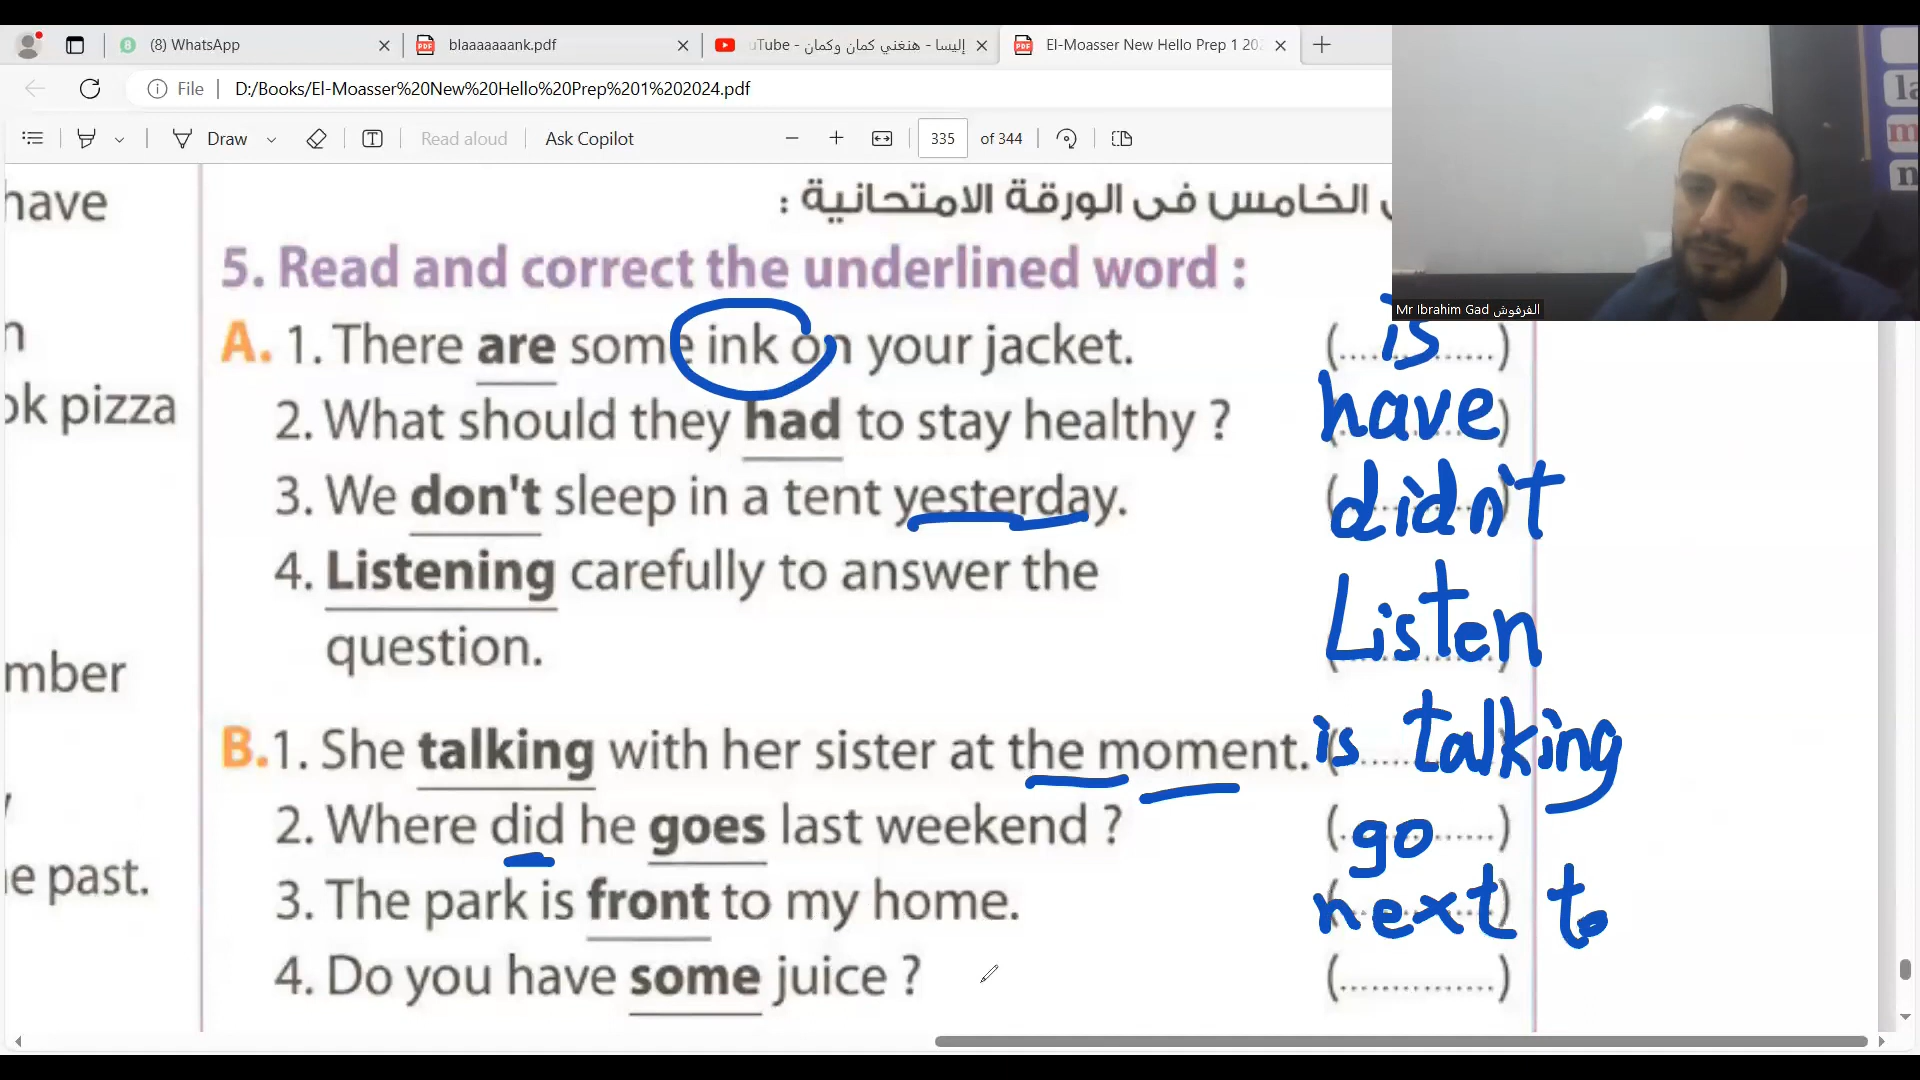 (8) WhatsApp
blaaaaaaank.pdf
إليسا - هنغني كمان وكمان - uTube
El-Moasser New Hello Prep 1 202
File
D:/Books/El-Moasser%20New%20Hello%20Prep%201%202024.pdf
Draw
Read aloud
Ask Copilot
335 of 344
la
m
n
Mr Ibrahim Gad الفرفوش
have
الخامس فى الورقة الامتحانية :
5. Read and correct the underlined word :
A. 1. There are some ink on your jacket. (..............) is
ok pizza
2. What should they had to stay healthy ? (..............) have
3. We don't sleep in a tent yesterday. (..............) didn't
4. Listening carefully to answer the
question. (..............) Listen
mber
B.1. She talking with her sister at the moment. (..............) is talking
2. Where did he goes last weekend ? (..............) go
e past.
3. The park is front to my home. (..............) next to
4. Do you have some juice ? (..............)